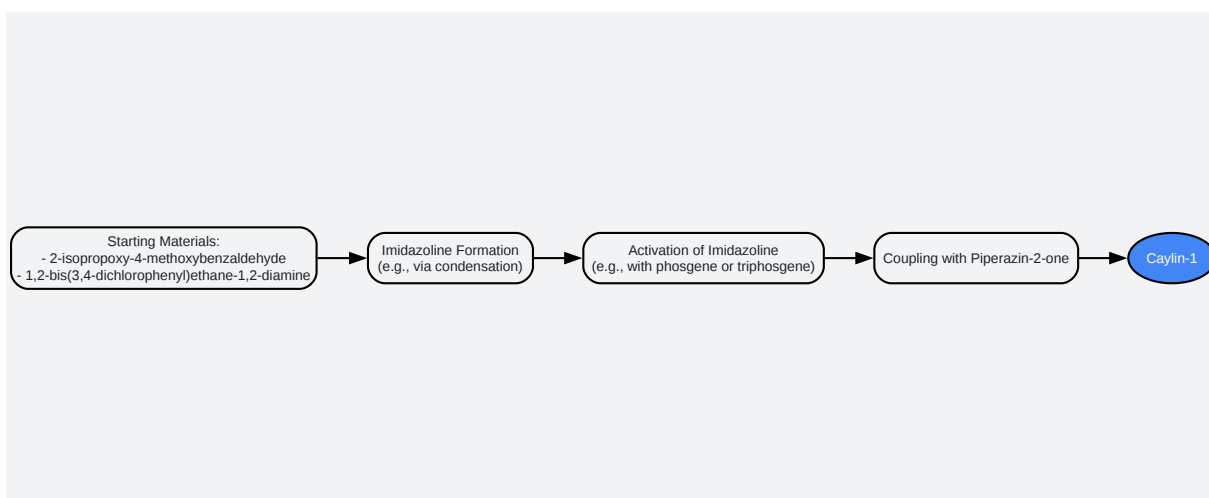 Starting Materials:
- 2-isopropoxy-4-methoxybenzaldehyde
- 1,2-bis(3,4-dichlorophenyl)ethane-1,2-diamine
Imidazoline Formation
(e.g., via condensation)
Activation of Imidazoline
(e.g., with phosgene or triphosgene)
Coupling with Piperazin-2-one
Caylin-1